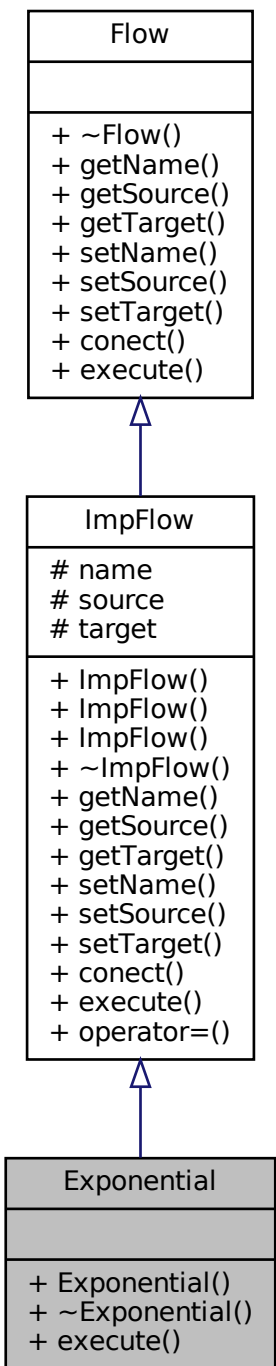 Flow
+ ~Flow()
+ getName()
+ getSource()
+ getTarget()
+ setName()
+ setSource()
+ setTarget()
+ conect()
+ execute()
ImpFlow
# name
# source
# target
+ ImpFlow()
+ ImpFlow()
+ ImpFlow()
+ ~ImpFlow()
+ getName()
+ getSource()
+ getTarget()
+ setName()
+ setSource()
+ setTarget()
+ conect()
+ execute()
+ operator=()
Exponential
+ Exponential()
+ ~Exponential()
+ execute()